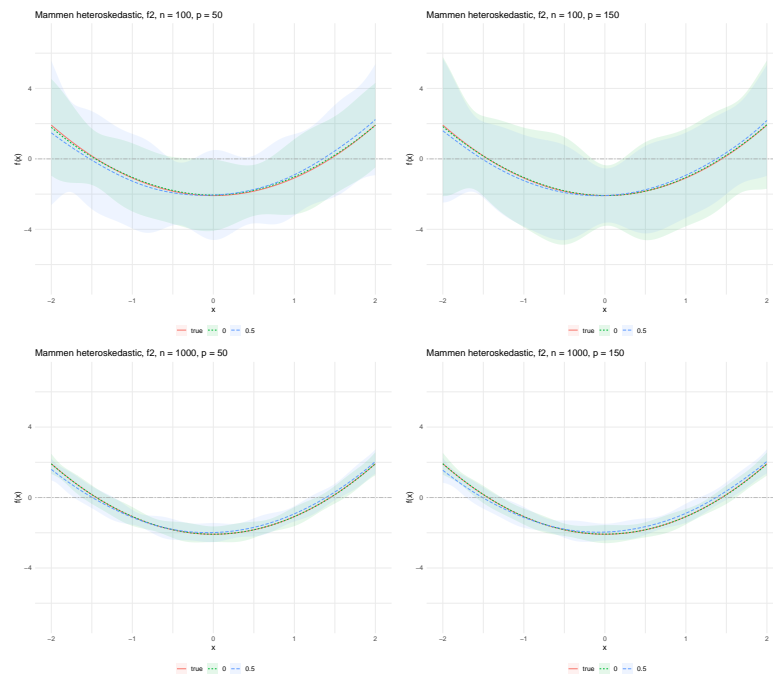 Mammen heteroskedastic, f2, n = 100, p = 50
4
0
−4
f(x)
−2 −1 0 1 2
x
true 0 0.5
Mammen heteroskedastic, f2, n = 100, p = 150
4
0
−4
f(x)
−2 −1 0 1 2
x
true 0 0.5
Mammen heteroskedastic, f2, n = 1000, p = 50
4
0
−4
f(x)
−2 −1 0 1 2
x
true 0 0.5
Mammen heteroskedastic, f2, n = 1000, p = 150
4
0
−4
f(x)
−2 −1 0 1 2
x
true 0 0.5